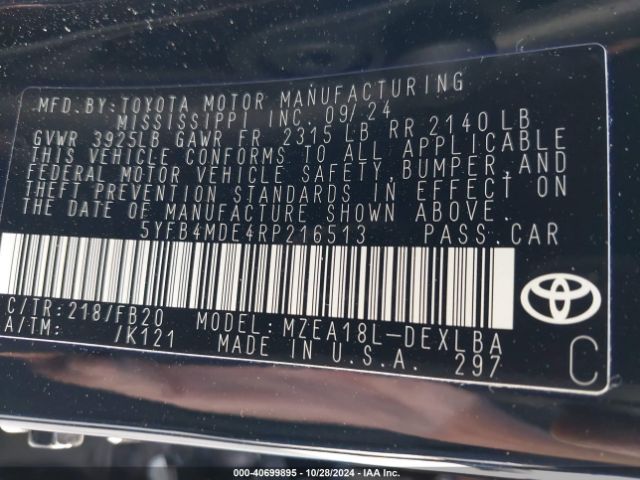 MFD.BY:TOYOTA MOTOR MANUFACTURING
MISSISSIPPI INC. 09/24
GVWR 3925LB GAWR FR 2315 LB RR 2140 LB
THIS VEHICLE CONFORMS TO ALL APPLICABLE
FEDERAL MOTOR VEHICLE SAFETY,BUMPER,AND
THEFT PREVENTION STANDARDS IN EFFECT ON
THE DATE OF MANUFACTURE SHOWN ABOVE.
5YFB4MDE4RP216513 PASS.CAR
C/TR:218/FB20 MODEL:MZEA18L-DEXLBA
A/TM: /K121 MADE IN U.S.A. 297 C
000-40699895 | 10/28/2024 | IAA Inc.